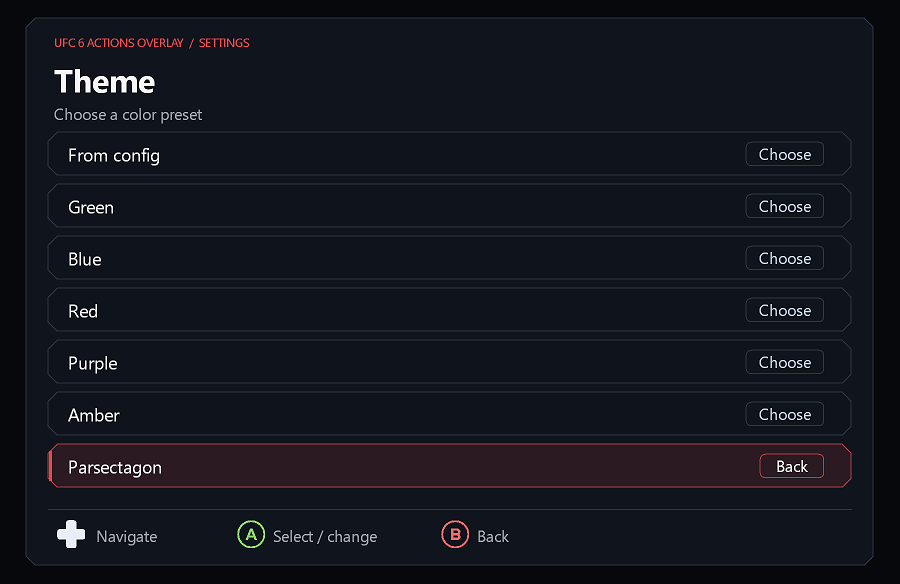 UFC 6 ACTIONS OVERLAY / SETTINGS
Theme
Choose a color preset
From config Choose
Green Choose
Blue Choose
Red Choose
Purple Choose
Amber Choose
Parsectagon Back
Navigate A Select / change B Back